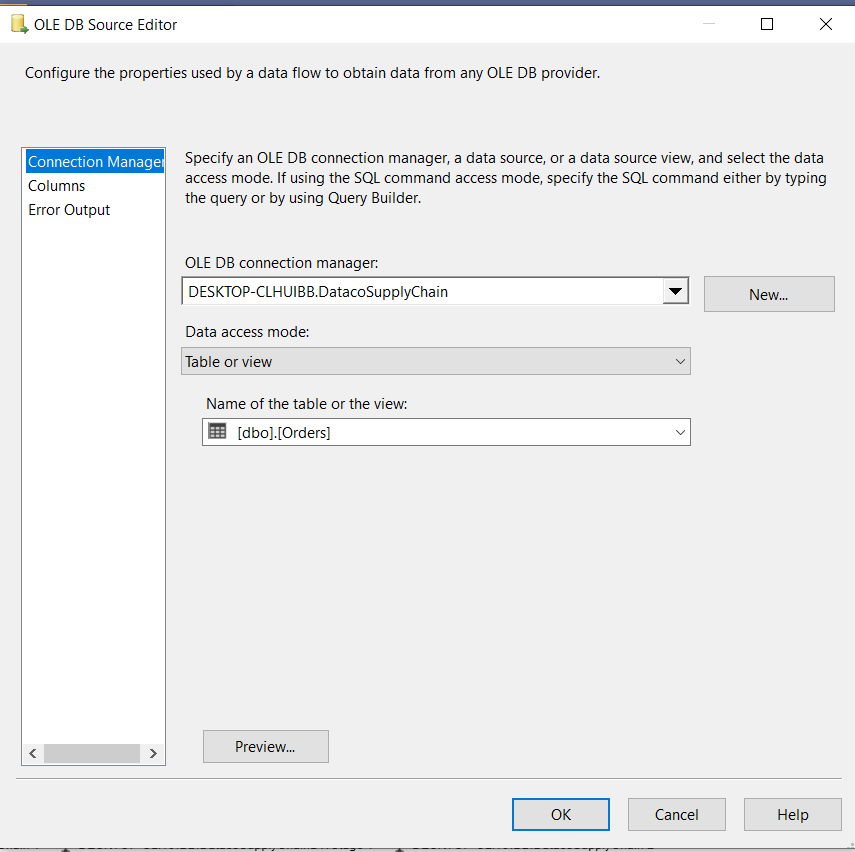 OLE DB Source Editor
Configure the properties used by a data flow to obtain data from any OLE DB provider.
Connection Manager
Columns
Error Output
Specify an OLE DB connection manager, a data source, or a data source view, and select the data
access mode. If using the SQL command access mode, specify the SQL command either by typing
the query or by using Query Builder.
OLE DB connection manager:
DESKTOP-CLHUIBB.DatacoSupplyChain
New...
Data access mode:
Table or view
Name of the table or the view:
[dbo].[Orders]
Preview...
OK
Cancel
Help